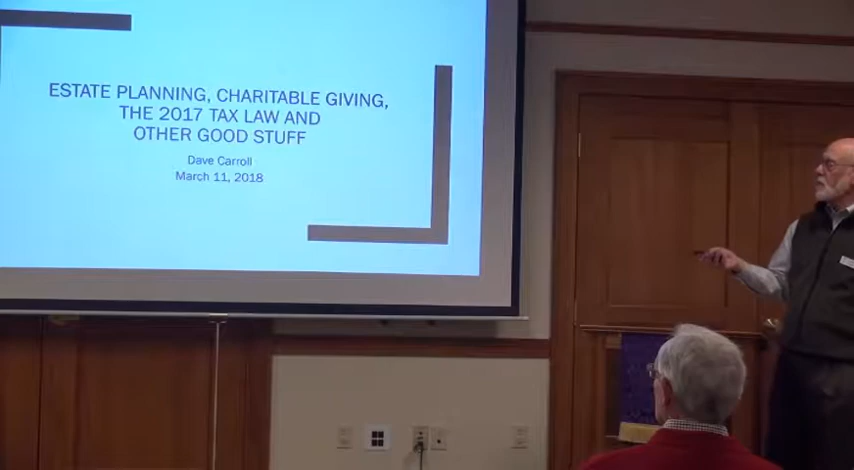 ESTATE PLANNING, CHARITABLE GIVING,
THE 2017 TAX LAW AND
OTHER GOOD STUFF
Dave Carroll
March 11, 2018